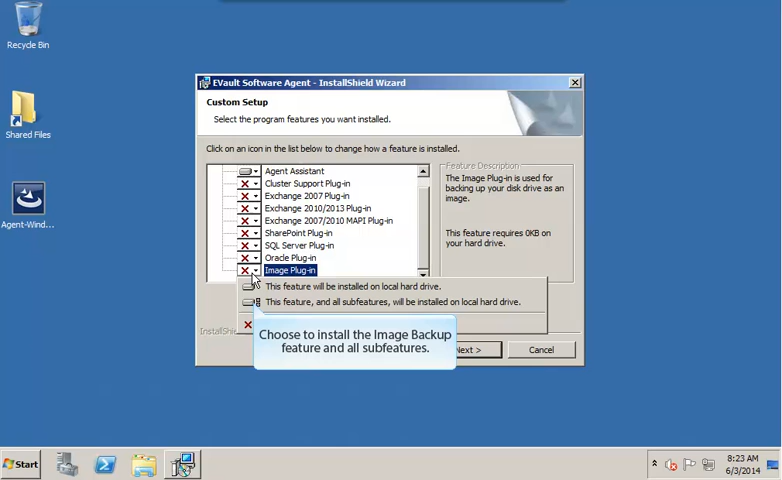 Recycle Bin
Shared Files
Agent-Wind...
EVault Software Agent - InstallShield Wizard
Custom Setup
Select the program features you want installed.
Click on an icon in the list below to change how a feature is installed.
Agent Assistant
Cluster Support Plug-in
Exchange 2007 Plug-in
Exchange 2010/2013 Plug-in
Exchange 2007/2010 MAPI Plug-in
SharePoint Plug-in
SQL Server Plug-in
Oracle Plug-in
Image Plug-in
Feature Description
The Image Plug-in is used for
backing up your disk drive as an
image.
This feature requires 0KB on
your hard drive.
This feature will be installed on local hard drive.
This feature, and all subfeatures, will be installed on local hard drive.
Choose to install the Image Backup
feature and all subfeatures.
InstallShie
Next >
Cancel
Start
8:23 AM
6/3/2014